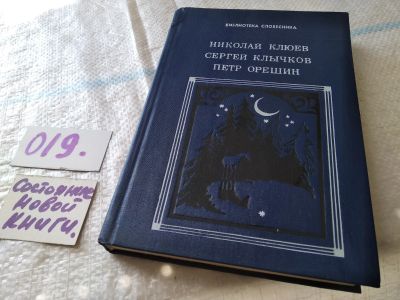 БИБЛИОТЕКА СЛОВЕСНИКА
НИКОЛАЙ КЛЮЕВ
СЕРГЕЙ КЛЫЧКОВ
ПЕТР ОРЕШИН
019.
Состояние
новой
книги.